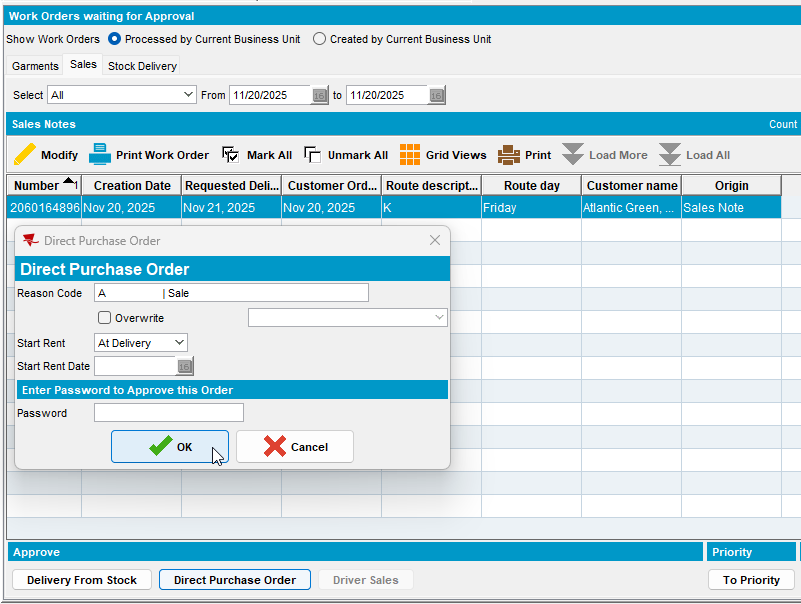 Work Orders waiting for Approval
Show Work Orders Processed by Current Business Unit Created by Current Business Unit
Garments Sales Stock Delivery
Select All From 11/20/2025 16 to 11/20/2025 16
Sales Notes Count
Modify Print Work Order Mark All Unmark All Grid Views Print Load More Load All
Number 1 Creation Date Requested Deli... Customer Ord... Route descript... Route day Customer name Origin
2060164896 Nov 20, 2025 Nov 21, 2025 Nov 20, 2025 K Friday Atlantic Green, ... Sales Note
Direct Purchase Order
Direct Purchase Order
Reason Code A | Sale
Overwrite
Start Rent At Delivery
Start Rent Date 16
Enter Password to Approve this Order
Password
OK Cancel
Approve Priority
Delivery From Stock Direct Purchase Order Driver Sales To Priority